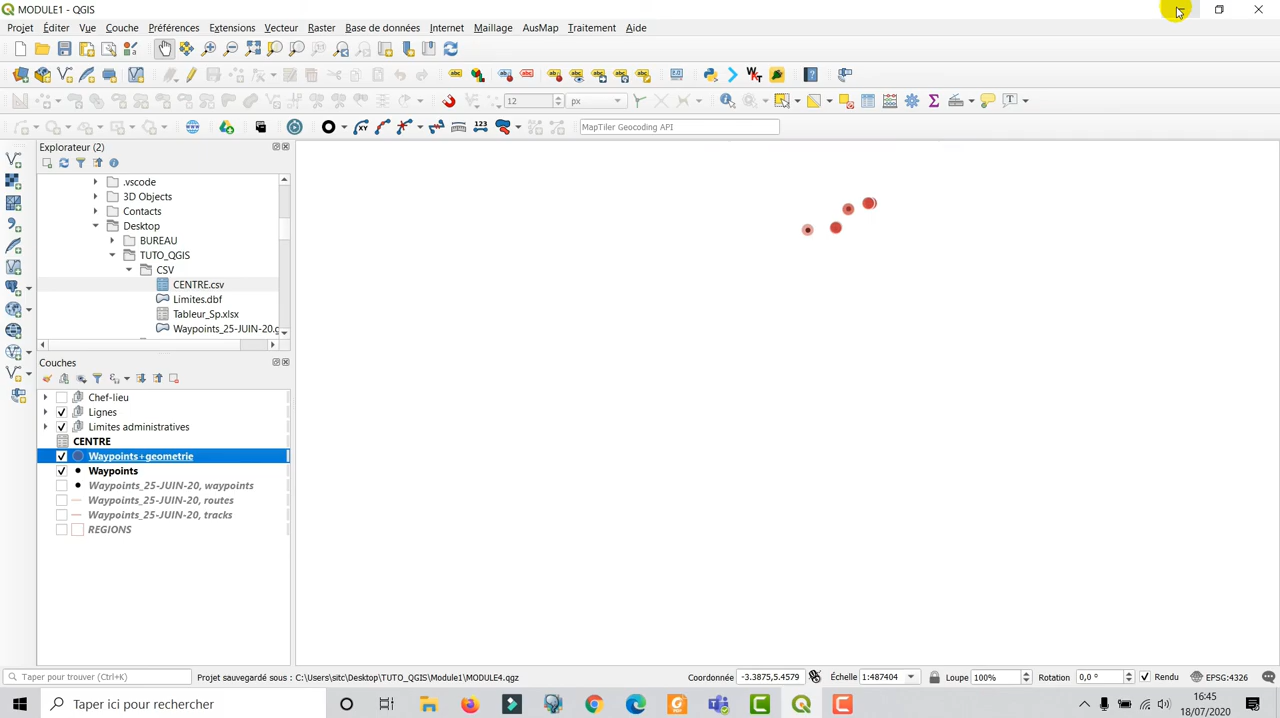 MODULE1 - QGIS
Projet Éditer Vue Couche Préférences Extensions Vecteur Raster Base de données Internet Maillage AusMap Traitement Aide
12 px
MapTiler Geocoding API
Explorateur (2)
.vscode
3D Objects
Contacts
Desktop
BUREAU
TUTO_QGIS
CSV
CENTRE.csv
Limites.dbf
Tableur_Sp.xlsx
Waypoints_25-JUIN-20.g
Couches
Chef-lieu
Lignes
Limites administratives
CENTRE
Waypoints+geometrie
Waypoints
Waypoints_25-JUIN-20, waypoints
Waypoints_25-JUIN-20, routes
Waypoints_25-JUIN-20, tracks
REGIONS
Taper pour trouver (Ctrl+K) Projet sauvegardé sous : C:\Users\sitc\Desktop\TUTO_QGIS\Module1\MODULE4.qgz Coordonnée -3.3875,5.4579 Échelle 1:487404 Loupe 100% Rotation 0,0 ° Rendu EPSG:4326
Taper ici pour rechercher
16:45
18/07/2020